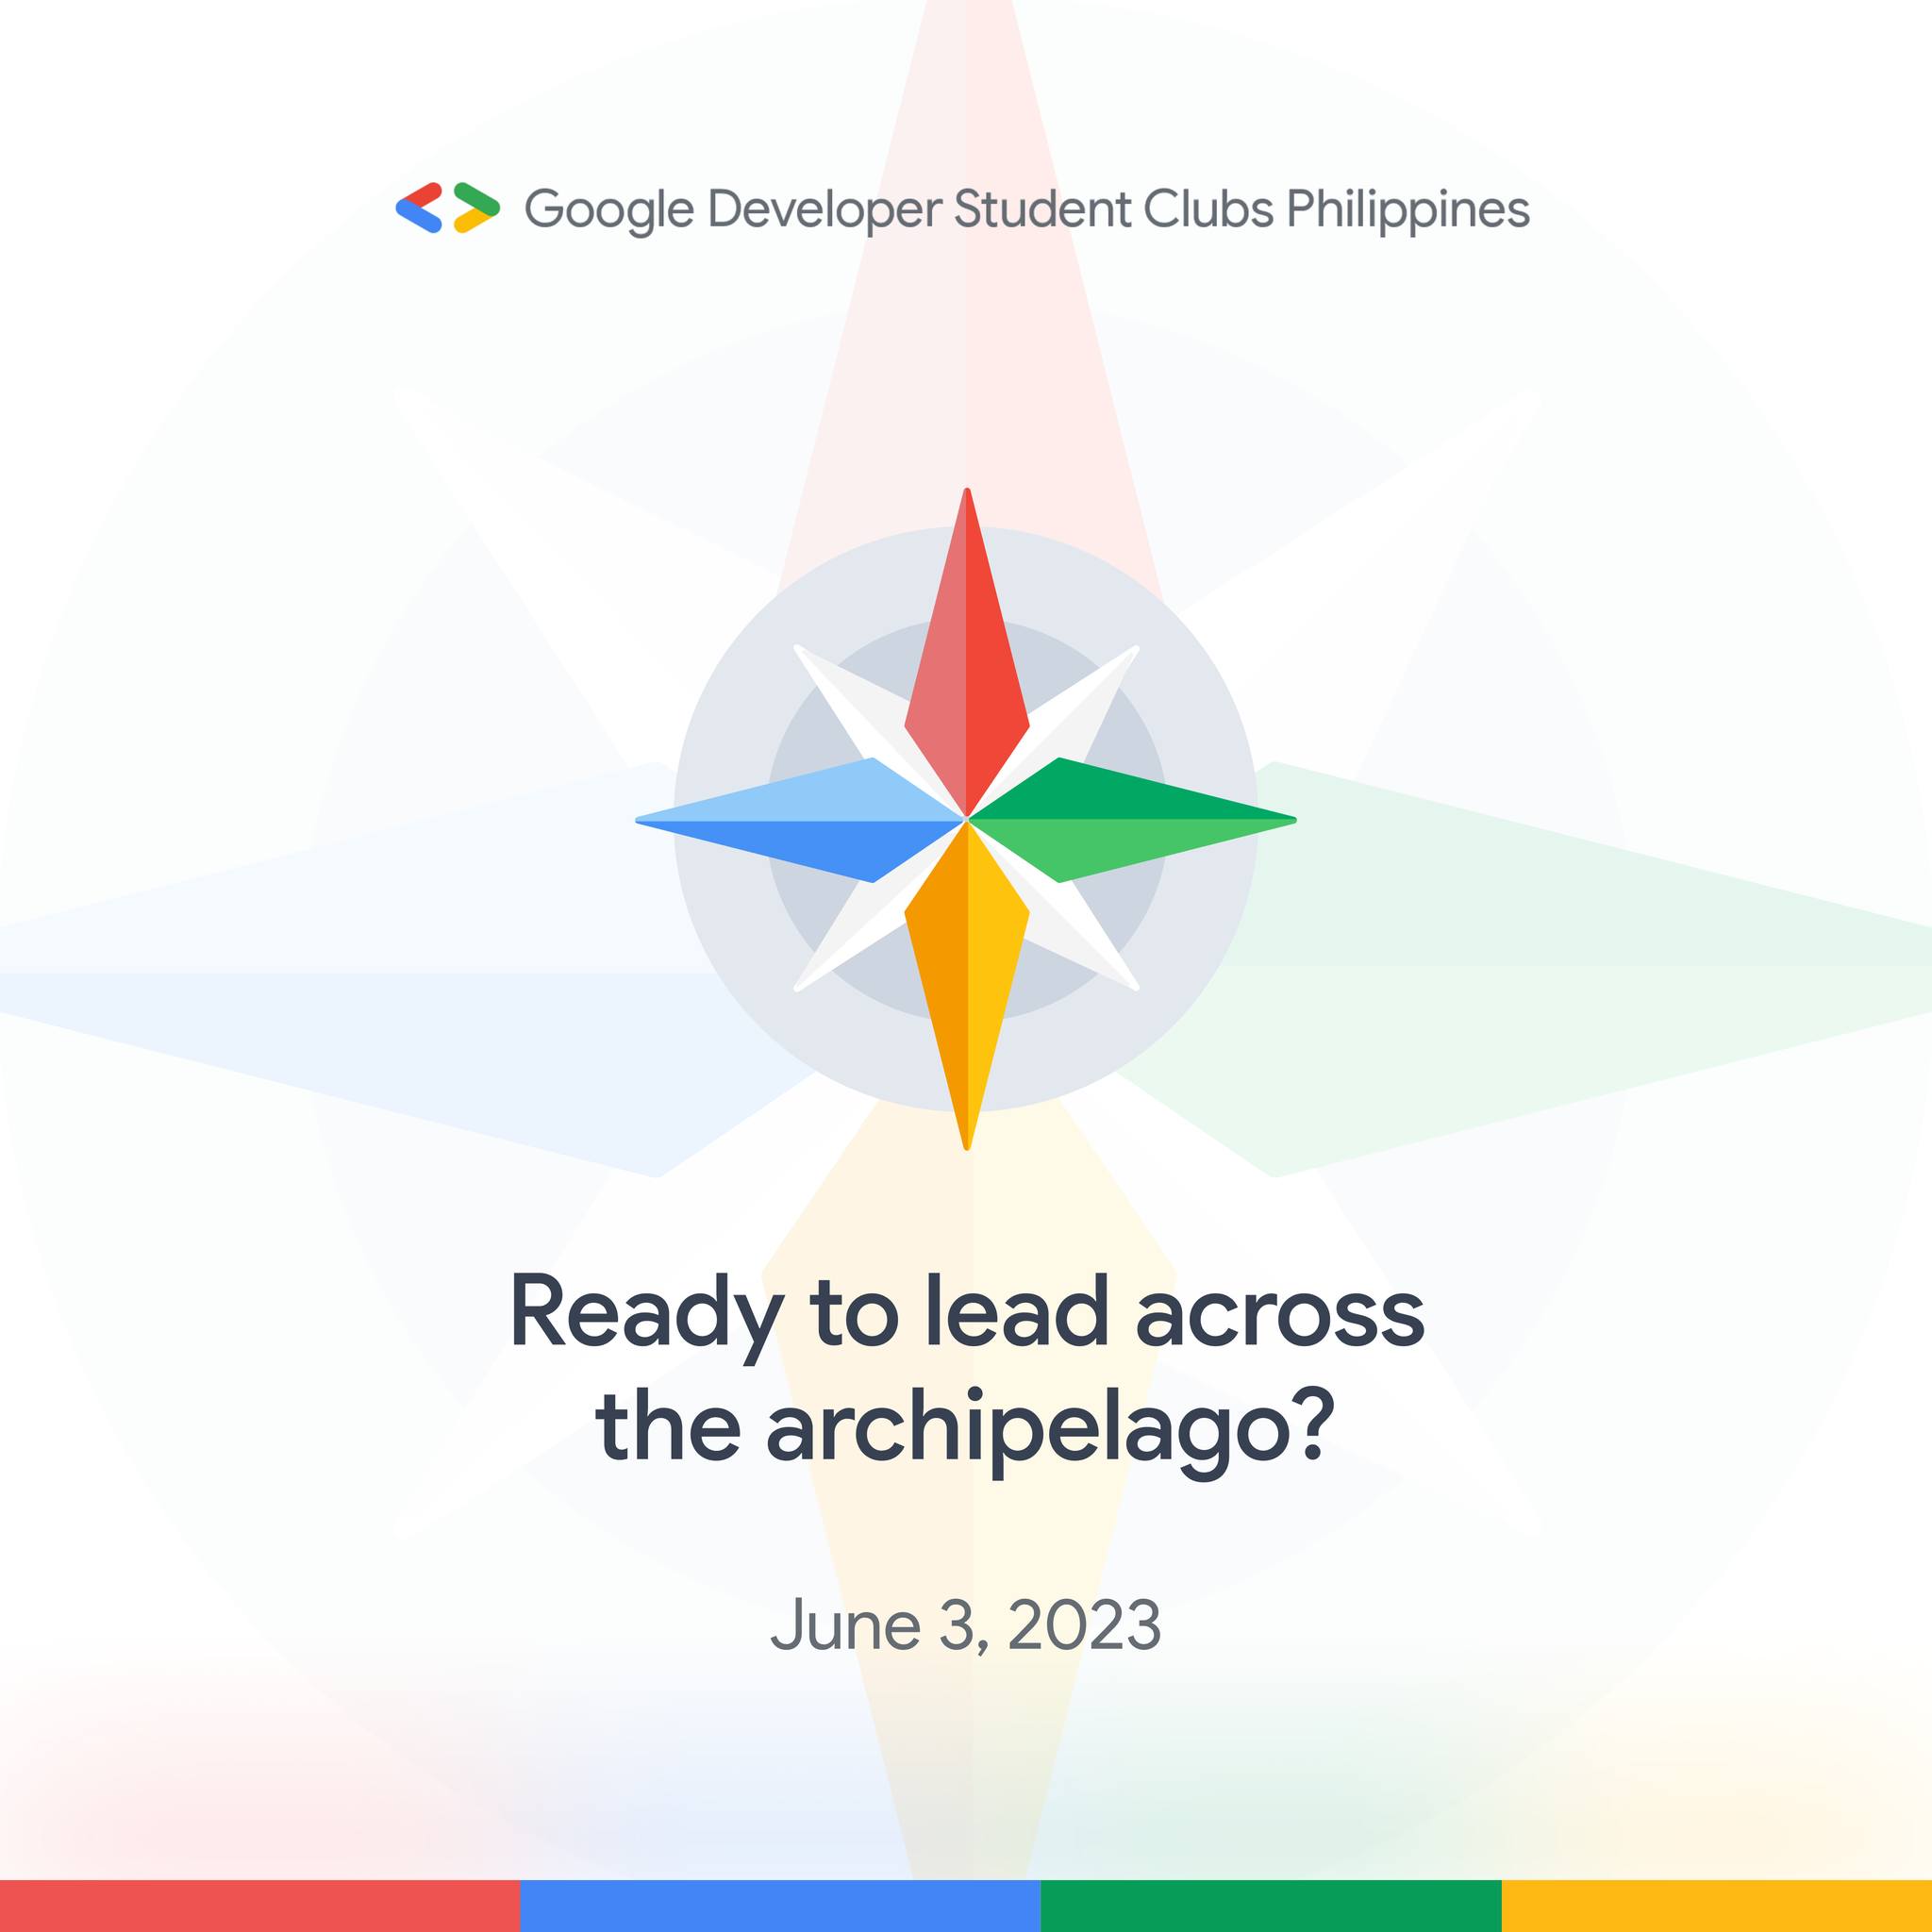 Google Developer Student Clubs Philippines
Ready to lead across
the archipelago?
June 3, 2023